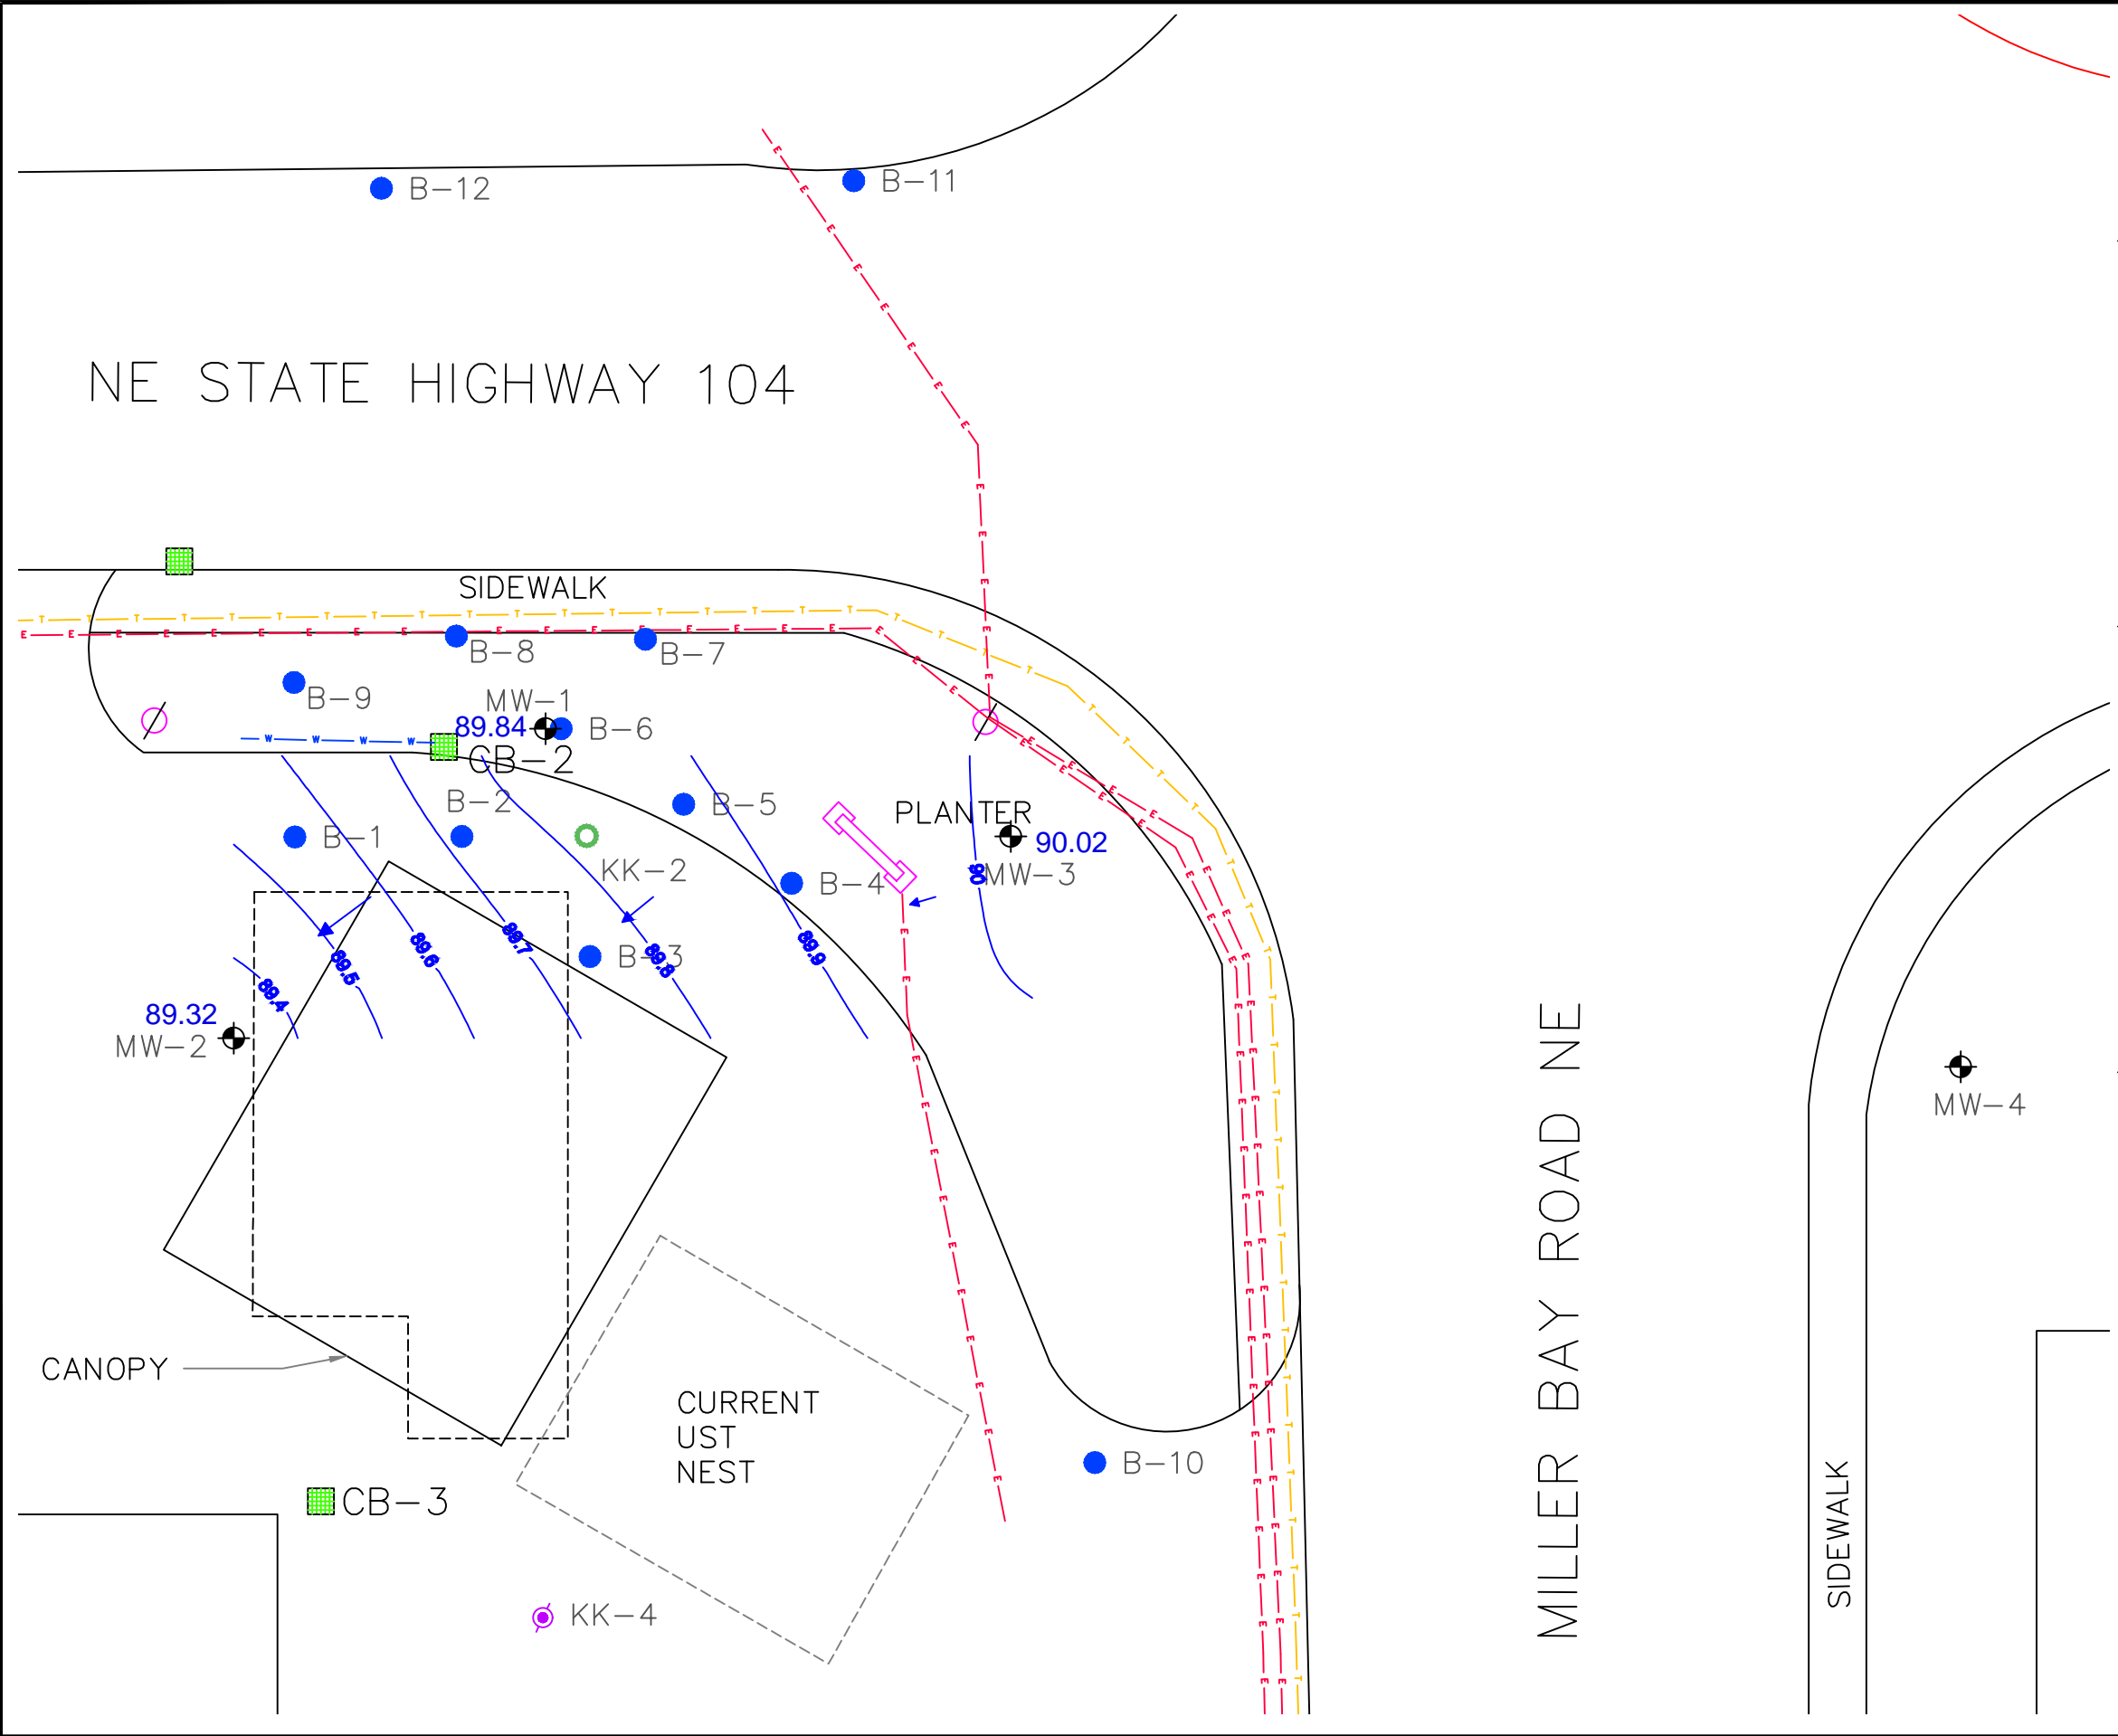 B-12
B-11
NE STATE HIGHWAY 104
SIDEWALK
B-8
B-7
B-9
MW-1
89.84
B-6
CB-2
B-2
B-5
PLANTER
B-1
90.02
KK-2
B-4
90
MW-3
89.9
89.8
89.7
89.6
89.5
89.4
B-3
89.32
MW-2
MW-4
MILLER BAY ROAD NE
CANOPY
CURRENT
UST
NEST
B-10
CB-3
SIDEWALK
KK-4